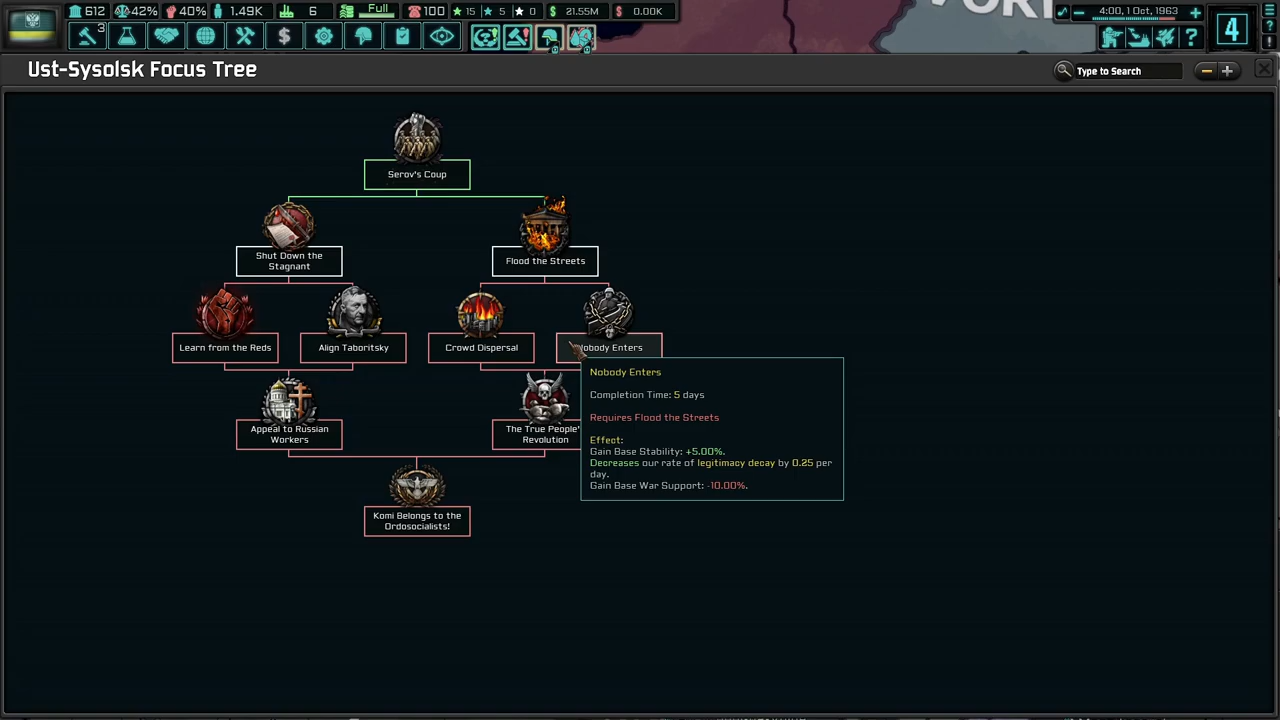 612 42% 40% 1.49K 6 Full 100 15 5 0 $ 21.55M $ 0.00K
4:00, 1 Oct, 1963
3
4
Ust-Sysolsk Focus Tree
Type to Search
Serov's Coup
Shut Down the
Stagnant
Flood the Streets
Learn from the Reds
Align Taboritsky
Crowd Dispersal
Nobody Enters
Nobody Enters
Completion Time: 5 days
Requires Flood the Streets
Effect:
Gain Base Stability: +5.00%.
Decreases our rate of legitimacy decay by 0.25 per
day.
Gain Base War Support: -10.00%.
Appeal to Russian
Workers
The True People'
Revolution
Komi Belongs to the
Ordosocialists!